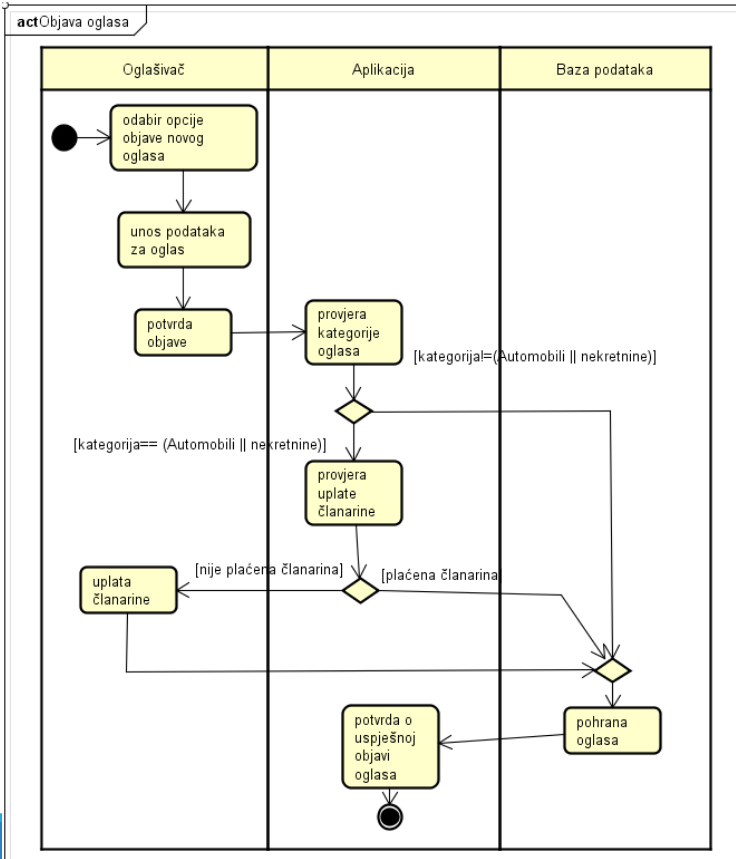 actObjava oglasa
Oglašivač
Aplikacija
Baza podataka
odabir opcije
objave novog
oglasa
unos podataka
za oglas
potvrda
objave
provjera
kategorije
oglasa
[kategorija!=(Automobili || nekretnine)]
[kategorija== (Automobili || nekretnine)]
provjera
uplate
članarine
[nije plaćena članarina]
[plaćena članarina]
uplata
članarine
potvrda o
uspješnoj
objavi
oglasa
pohrana
oglasa